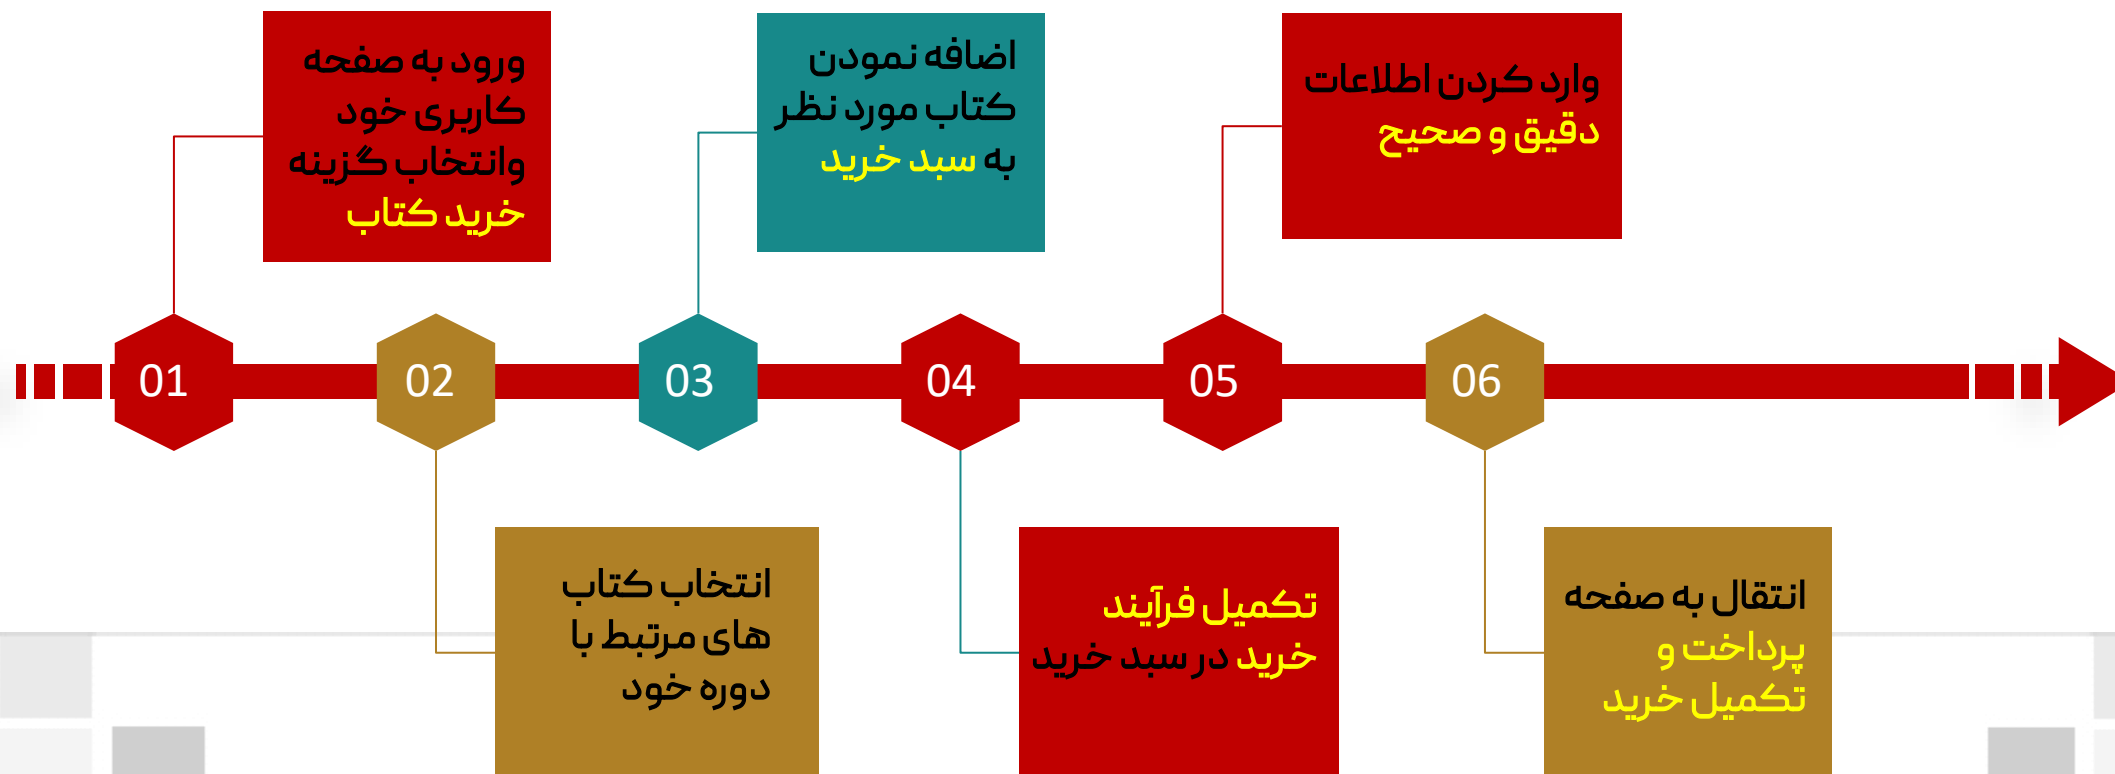 01
ورود به صفحه
کاربری خود
وانتخاب گزینه
خرید کتاب
02
انتخاب کتاب
های مرتبط با
دوره خود
03
اضافه نمودن
کتاب مورد نظر
به سبد خرید
04
تکمیل فرآیند
خرید در سبد خرید
05
وارد کردن اطلاعات
دقیق و صحیح
06
انتقال به صفحه
پرداخت و
تکمیل خرید